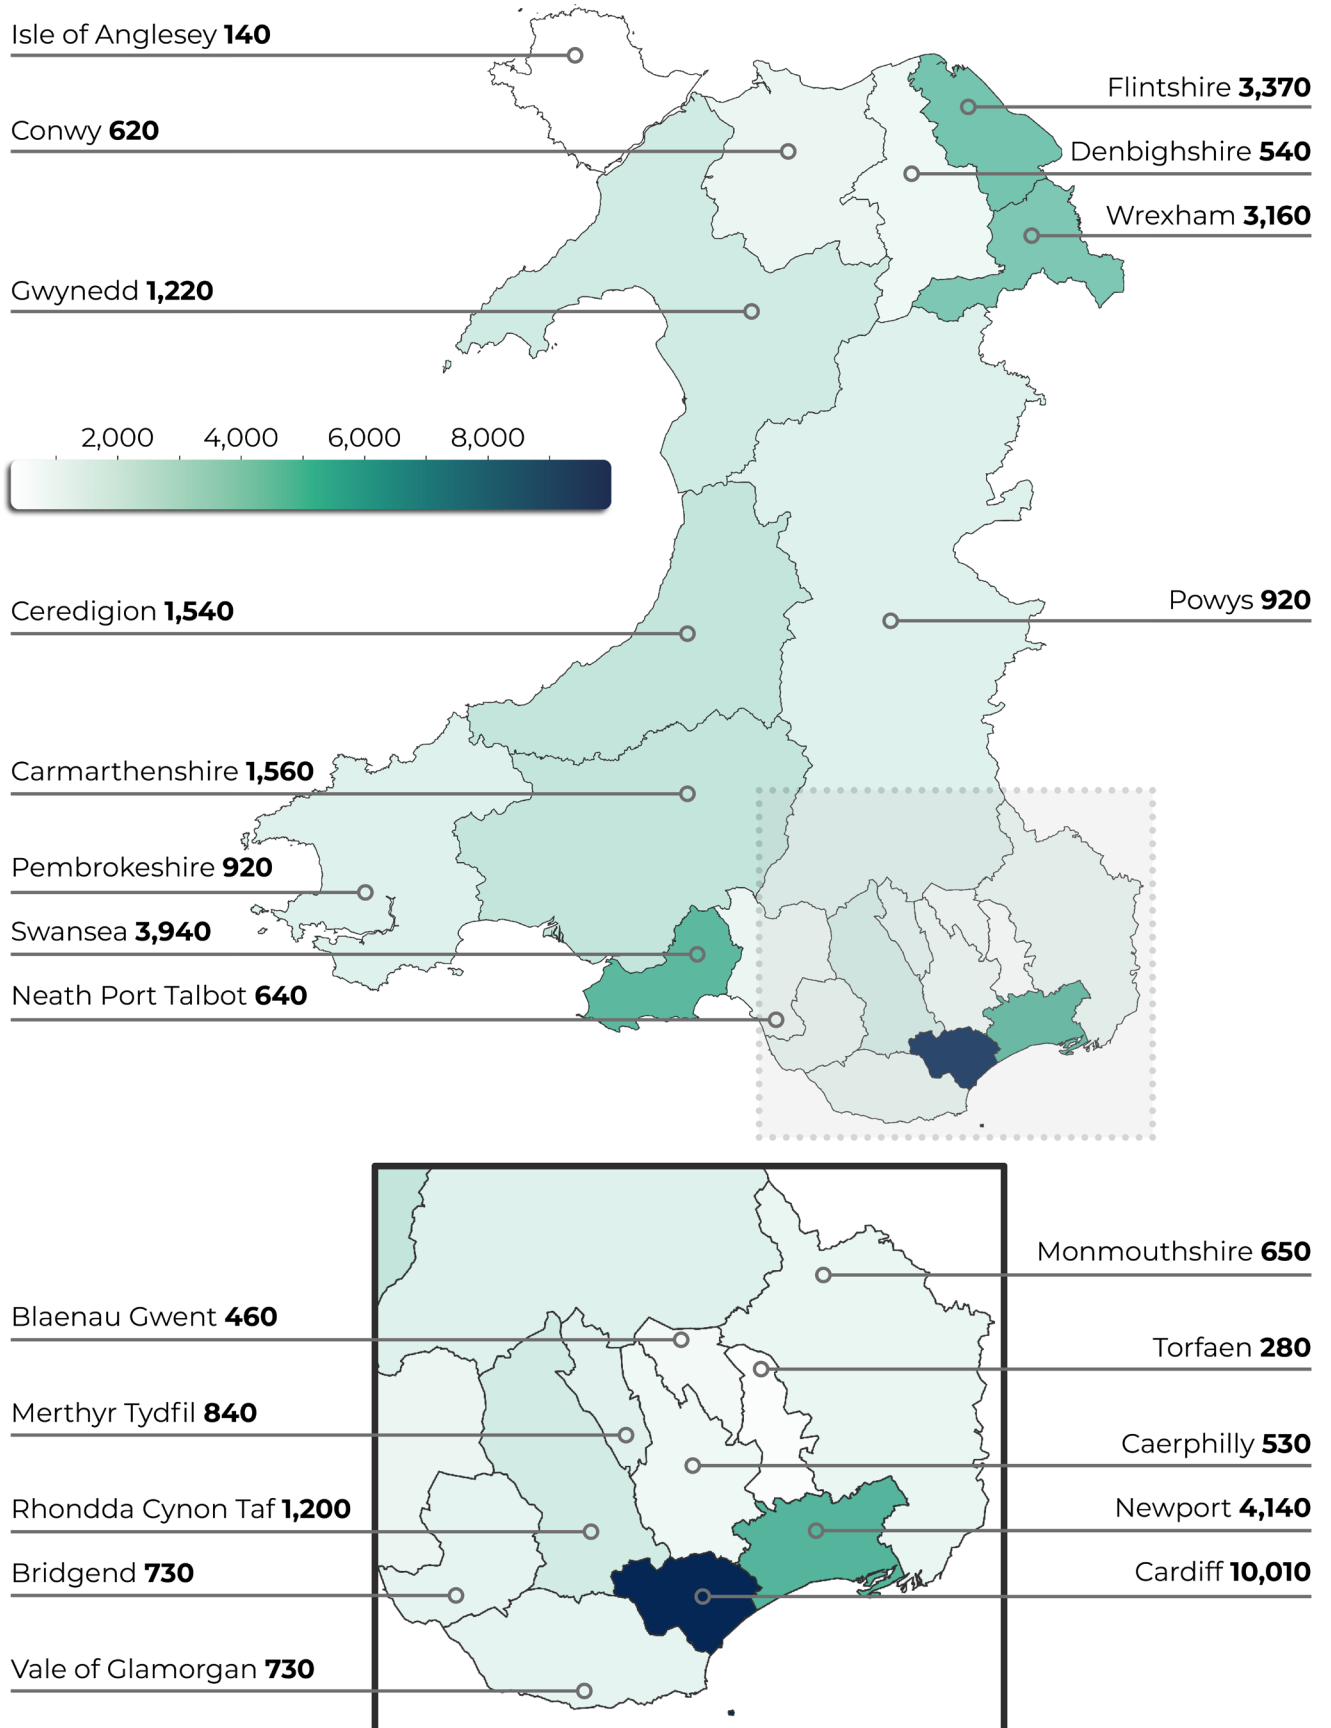 Isle of Anglesey 140
Flintshire 3,370
Conwy 620
Denbighshire 540
Wrexham 3,160
Gwynedd 1,220
2,000 4,000 6,000 8,000
Ceredigion 1,540
Powys 920
Carmarthenshire 1,560
Pembrokeshire 920
Swansea 3,940
Neath Port Talbot 640
Monmouthshire 650
Blaenau Gwent 460
Torfaen 280
Merthyr Tydfil 840
Caerphilly 530
Rhondda Cynon Taf 1,200
Newport 4,140
Bridgend 730
Cardiff 10,010
Vale of Glamorgan 730